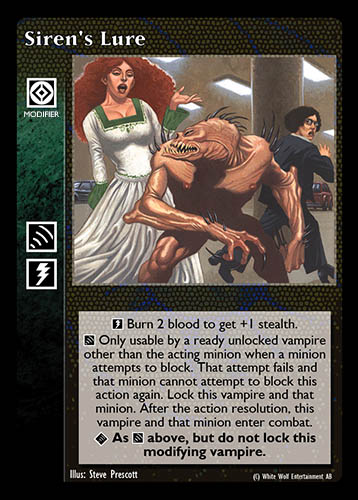 Siren's Lure
MODIFIER
Burn 2 blood to get +1 stealth.
Only usable by a ready unlocked vampire
other than the acting minion when a minion
attempts to block. That attempt fails and
that minion cannot attempt to block this
action again. Lock this vampire and that
minion. After the action resolution, this
vampire and that minion enter combat.
As above, but do not lock this
modifying vampire.
Illus: Steve Prescott
(C) White Wolf Entertainment AB